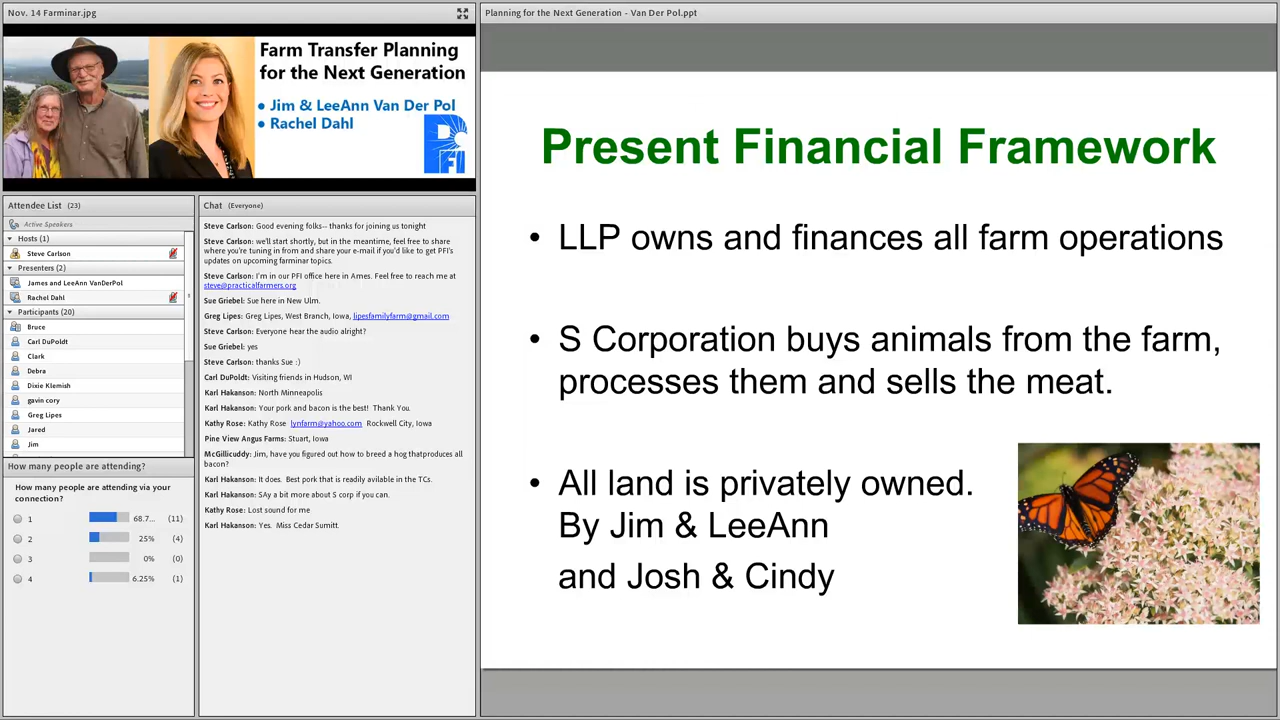 Nov. 14 Farminar.jpg
Farm Transfer Planning
for the Next Generation
• Jim & LeeAnn Van Der Pol
• Rachel Dahl
PFI
Attendee List (23)
Active Speakers
Hosts (1)
Steve Carlson
Presenters (2)
James and LeeAnn VanDerPol
Rachel Dahl
Participants (20)
Bruce
Carl DuPoldt
Clark
Debra
Dixie Klemish
gavin cory
Greg Lipes
Jared
Jim
How many people are attending?
How many people are attending via your
connection?
1 68.7... (11)
2 25% (4)
3 0% (0)
4 6.25% (1)
Chat (Everyone)
Steve Carlson: Good evening folks-- thanks for joining us tonight
Steve Carlson: we'll start shortly, but in the meantime, feel free to share
where you're tuning in from and share your e-mail if you'd like to get PFI's
updates on upcoming farminar topics.
Steve Carlson: I'm in our PFI office here in Ames. Feel free to reach me at
steve@practicalfarmers.org
Sue Griebel: Sue here in New Ulm.
Greg Lipes: Greg Lipes, West Branch, Iowa, lipesfamilyfarm@gmail.com
Steve Carlson: Everyone hear the audio alright?
Sue Griebel: yes
Steve Carlson: thanks Sue :)
Carl DuPoldt: Visiting friends in Hudson, WI
Karl Hakanson: North Minneapolis
Karl Hakanson: Your pork and bacon is the best! Thank You.
Kathy Rose: Kathy Rose lynfarm@yahoo.com Rockwell City, Iowa
Pine View Angus Farms: Stuart, Iowa
McGillicuddy: Jim, have you figured out how to breed a hog thatproduces all
bacon?
Karl Hakanson: It does. Best pork that is readily avilable in the TCs.
Karl Hakanson: SAy a bit more about S corp if you can.
Kathy Rose: Lost sound for me
Karl Hakanson: Yes. Miss Cedar Sumitt.
Planning for the Next Generation - Van Der Pol.ppt
Present Financial Framework
• LLP owns and finances all farm operations
• S Corporation buys animals from the farm,
processes them and sells the meat.
• All land is privately owned.
By Jim & LeeAnn
and Josh & Cindy